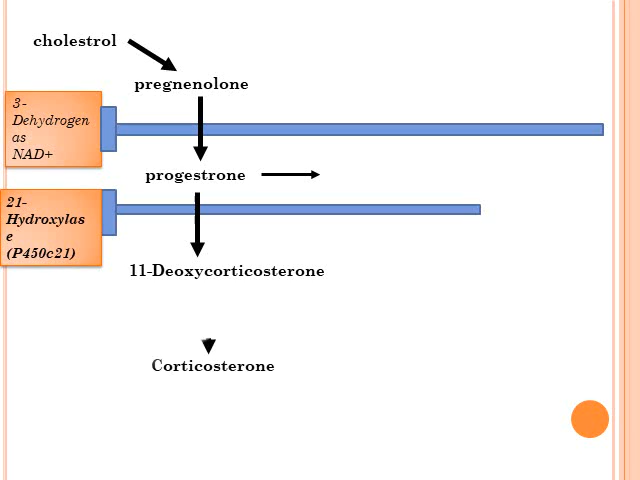 cholestrol
pregnenolone
3-
Dehydrogen
as
NAD+
progestrone
21-
Hydroxylas
e
(P450c21)
11-Deoxycorticosterone
Corticosterone